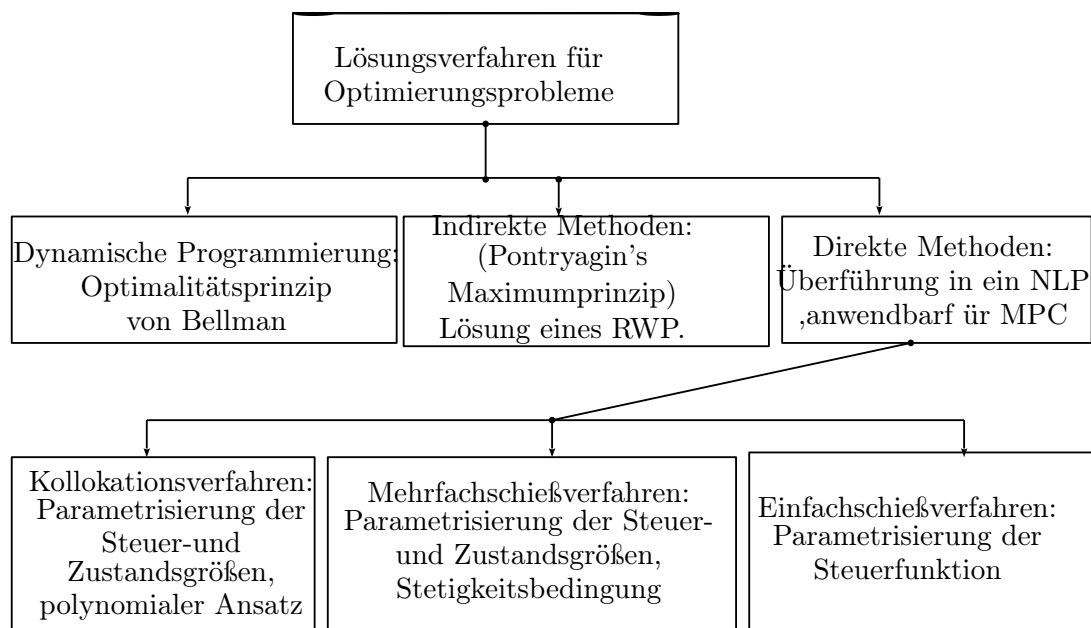 Lösungsverfahren für
Optimierungsprobleme
Dynamische Programmierung:
Optimalitätsprinzip
von Bellman
Indirekte Methoden:
(Pontryagin's
Maximumprinzip)
Lösung eines RWP.
Direkte Methoden:
Überführung in ein NLP
,anwendbarf ür MPC
Kollokationsverfahren:
Parametrisierung der
Steuer-und
Zustandsgrößen,
polynomialer Ansatz
Mehrfachschießverfahren:
Parametrisierung der Steuer-
und Zustandsgrößen,
Stetigkeitsbedingung
Einfachschießverfahren:
Parametrisierung der
Steuerfunktion